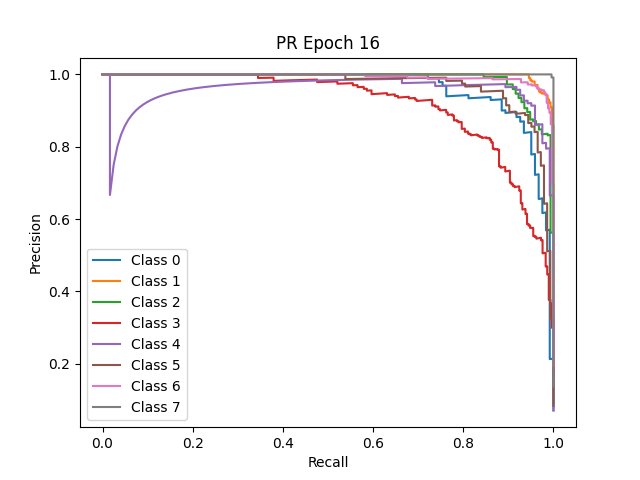 PR Epoch 16
1.0
0.8
0.6
0.4
0.2
Precision
Class 0
Class 1
Class 2
Class 3
Class 4
Class 5
Class 6
Class 7
0.0 0.2 0.4 0.6 0.8 1.0
Recall